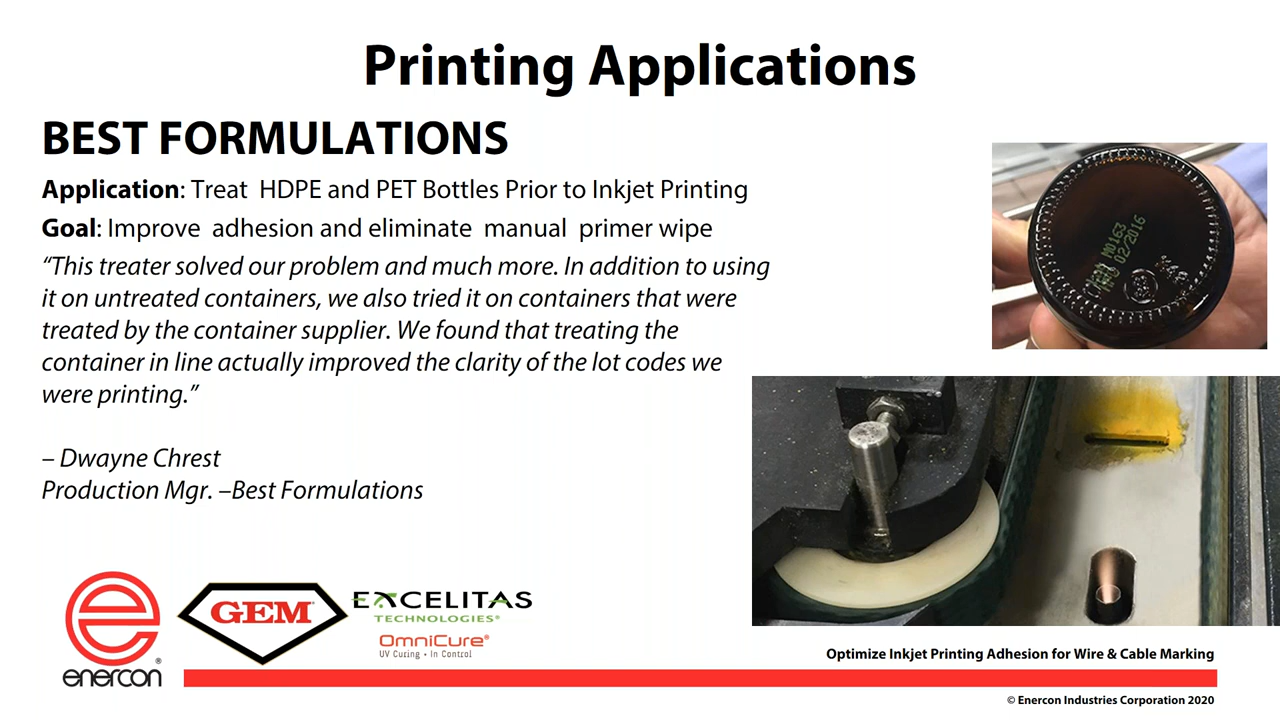 Printing Applications
BEST FORMULATIONS
Application: Treat HDPE and PET Bottles Prior to Inkjet Printing
Goal: Improve adhesion and eliminate manual primer wipe
“This treater solved our problem and much more. In addition to using
it on untreated containers, we also tried it on containers that were
treated by the container supplier. We found that treating the
container in line actually improved the clarity of the lot codes we
were printing.”
– Dwayne Chrest
Production Mgr. –Best Formulations
M0163
02/2016
enercon®
GEM®
EXCELITAS
TECHNOLOGIES®
OmniCure®
UV Curing • In Control
Optimize Inkjet Printing Adhesion for Wire & Cable Marking
© Enercon Industries Corporation 2020